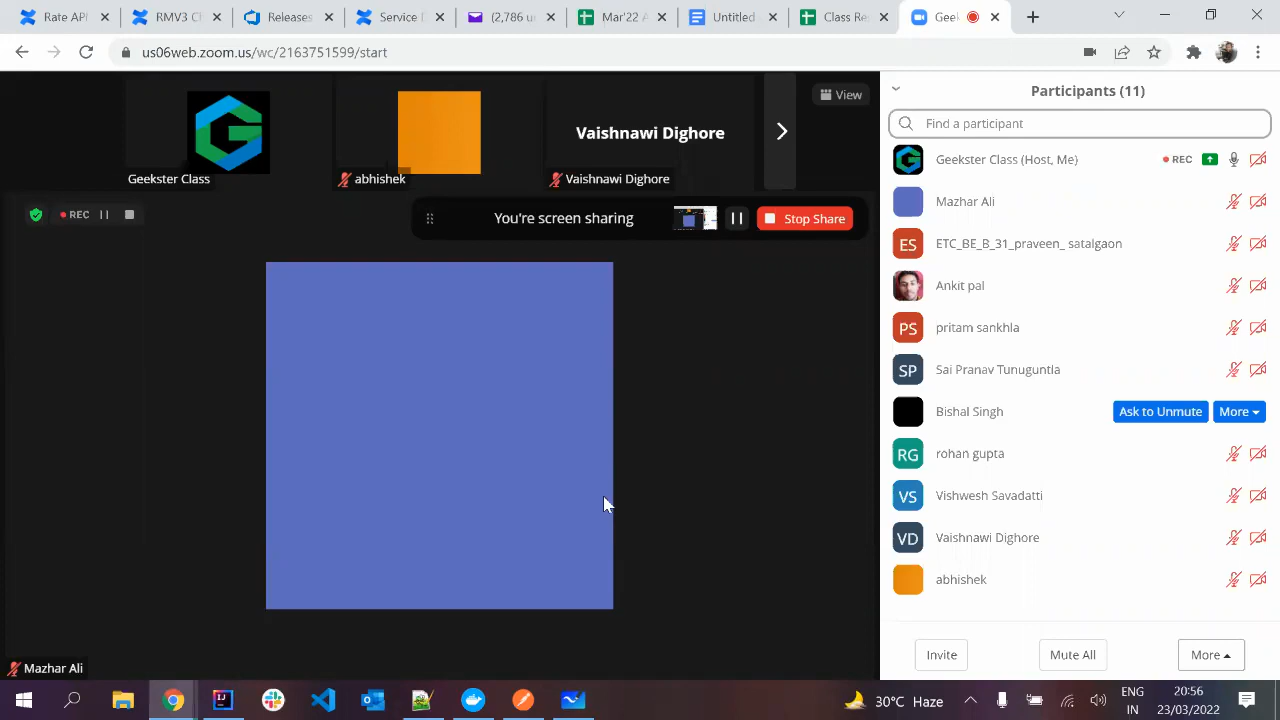 Rate API
RMV3 Cl
Releases
Service
(2,786 u
Mar'22 A
Untitled
Class Re
Geek
us06web.zoom.us/wc/2163751599/start
View
Vaishnawi Dighore
Geekster Class
abhishek
Vaishnawi Dighore
REC
You're screen sharing
Stop Share
Mazhar Ali
Participants (11)
Find a participant
Geekster Class (Host, Me)
REC
Mazhar Ali
ES
ETC_BE_B_31_praveen_ satalgaon
Ankit pal
PS
pritam sankhla
SP
Sai Pranav Tunuguntla
Bishal Singh
Ask to Unmute
More
RG
rohan gupta
VS
Vishwesh Savadatti
VD
Vaishnawi Dighore
abhishek
Invite
Mute All
More
30°C Haze
ENG
IN
20:56
23/03/2022